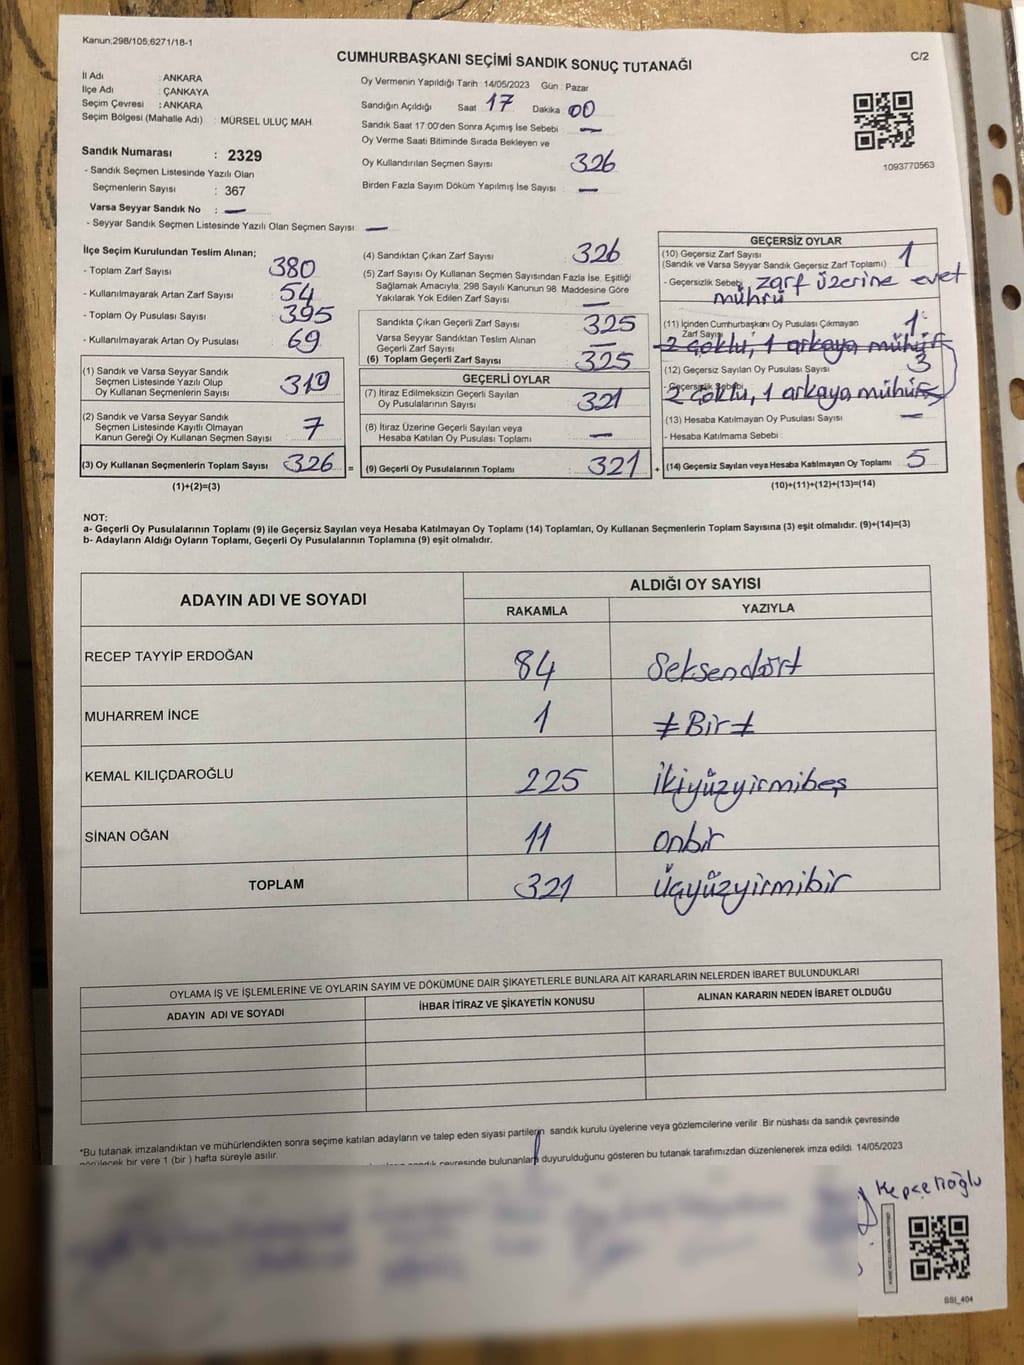 Kanun;298/105;6271/18-1
CUMHURBAŞKANI SEÇİMİ SANDIK SONUÇ TUTANAĞI
C/2
İl Adı : ANKARA
İlçe Adı : ÇANKAYA
Seçim Çevresi : ANKARA
Seçim Bölgesi (Mahalle Adı) : MÜRSEL ULUÇ MAH.
Sandık Numarası : 2329
- Sandık Seçmen Listesinde Yazılı Olan
Seçmenlerin Sayısı : 367
Varsa Seyyar Sandık No : —
- Seyyar Sandık Seçmen Listesinde Yazılı Olan Seçmen Sayısı: —
Oy Vermenin Yapıldığı Tarih : 14/05/2023 Gün : Pazar
Sandığın Açıldığı Saat 17 Dakika 00
Sandık Saat 17:00'den Sonra Açımış İse Sebebi —
Oy Verme Saati Bitiminde Sırada Bekleyen ve
Oy Kullandırılan Seçmen Sayısı 326
Birden Fazla Sayım Döküm Yapılmış İse Sayısı : —
1093770563
İlçe Seçim Kurulundan Teslim Alınan;
- Toplam Zarf Sayısı 380
- Kullanılmayarak Artan Zarf Sayısı 54
- Toplam Oy Pusulası Sayısı 395
- Kullanılmayarak Artan Oy Pusulası 69
(1) Sandık ve Varsa Seyyar Sandık
Seçmen Listesinde Yazılı Olup
Oy Kullanan Seçmenlerin Sayısı 319
(2) Sandık ve Varsa Seyyar Sandık
Seçmen Listesinde Kayıtlı Olmayan
Kanun Gereği Oy Kullanan Seçmen Sayısı 7
(3) Oy Kullanan Seçmenlerin Toplam Sayısı 326 =
(1)+(2)=(3)
(4) Sandıktan Çıkan Zarf Sayısı 326
(5) Zarf Sayısı Oy Kullanan Seçmen Sayısından Fazla İse, Eşitliği
Sağlamak Amacıyla; 298 Sayılı Kanunun 98. Maddesine Göre
Yakılarak Yok Edilen Zarf Sayısı —
Sandıkta Çıkan Geçerli Zarf Sayısı 325
Varsa Seyyar Sandıktan Teslim Alınan
Geçerli Zarf Sayısı —
(6) Toplam Geçerli Zarf Sayısı 325
GEÇERLİ OYLAR
(7) İtiraz Edilmeksizin Geçerli Sayılan
Oy Pusulalarının Sayısı 321
(8) İtiraz Üzerine Geçerli Sayılan veya
Hesaba Katılan Oy Pusulası Toplamı —
(9) Geçerli Oy Pusulalarının Toplamı 321 +
GEÇERSİZ OYLAR
(10) Geçersiz Zarf Sayısı 1
(Sandık ve Varsa Seyyar Sandık Geçersiz Zarf Toplamı)
- Geçersizlik Sebebi zarf üzerine evet
mührü
(11) İçinden Cumhurbaşkanı Oy Pusulası Çıkmayan
Zarf Sayısı 1
2 çoklu, 1 arkaya mühür
(12) Geçersiz Sayılan Oy Pusulası Sayısı 3
- Geçersizlik Sebebi
2 çoklu, 1 arkaya mühür
(13) Hesaba Katılmayan Oy Pusulası Sayısı —
- Hesaba Katılmama Sebebi :
(14) Geçersiz Sayılan veya Hesaba Katılmayan Oy Toplamı 5
(10)+(11)+(12)+(13)=(14)
NOT:
a- Geçerli Oy Pusulalarının Toplamı (9) ile Geçersiz Sayılan veya Hesaba Katılmayan Oy Toplamı (14) Toplamları, Oy Kullanan Seçmenlerin Toplam Sayısına (3) eşit olmalıdır. (9)+(14)=(3)
b- Adayların Aldığı Oyların Toplamı, Geçerli Oy Pusulalarının Toplamına (9) eşit olmalıdır.
ADAYIN ADI VE SOYADI
ALDIĞI OY SAYISI
RAKAMLA YAZIYLA
RECEP TAYYİP ERDOĞAN 84 Seksendört
MUHARREM İNCE 1 ≠Bir≠
KEMAL KILIÇDAROĞLU 225 ikiyüzyirmibeş
SİNAN OĞAN 11 onbir
TOPLAM 321 üçyüzyirmibir
OYLAMA İŞ VE İŞLEMLERİNE VE OYLARIN SAYIM VE DÖKÜMÜNE DAİR ŞİKAYETLERLE BUNLARA AİT KARARLARIN NELERDEN İBARET BULUNDUKLARI
ADAYIN ADI VE SOYADI İHBAR İTİRAZ VE ŞİKAYETİN KONUSU ALINAN KARARIN NEDEN İBARET OLDUĞU
*Bu tutanak imzalandıktan ve mühürlendikten sonra seçime katılan adayların ve talep eden siyasi partilerin sandık kurulu üyelerine veya gözlemcilerine verilir. Bir nüshası da sandık çevresinde
görülecek bir yere 1 (bir ) hafta süreyle asılır.
sandık çevresinde bulunanlara duyurulduğunu gösteren bu tutanak tarafımızdan düzenlenerek imza edildi. 14/05/2023
SSI_404